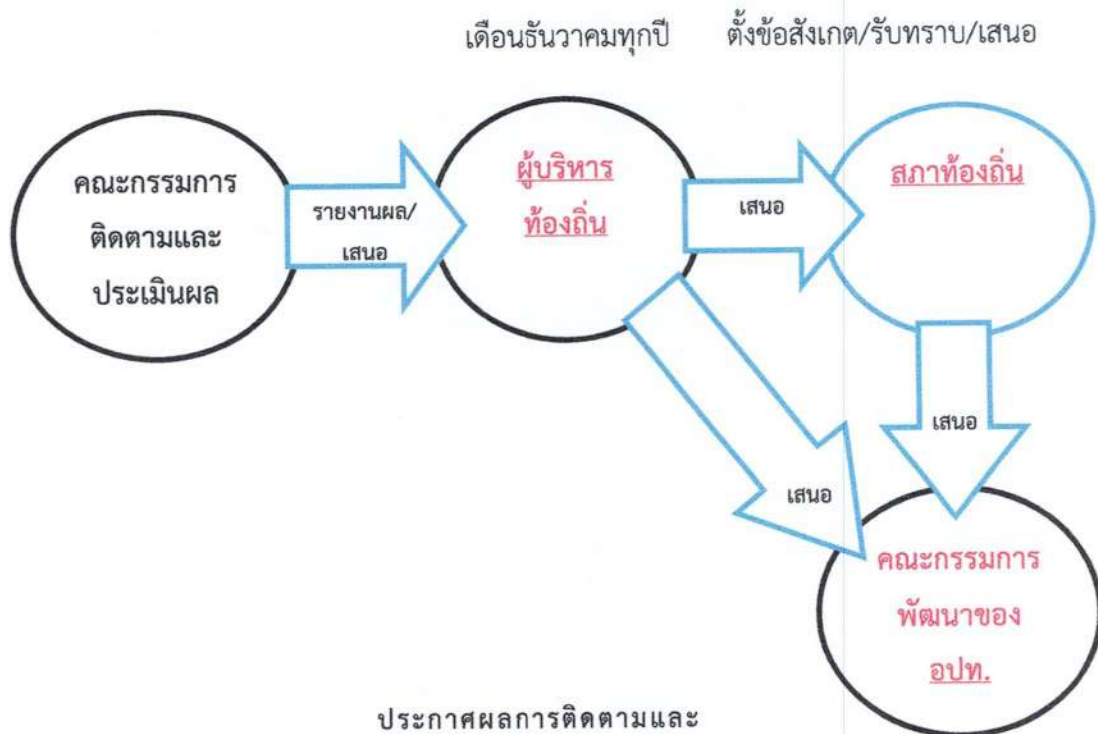 เดือนธันวาคมทุกปี
ตั้งข้อสังเกต/รับทราบ/เสนอ
คณะกรรมการ
ติดตามและ
ประเมินผล
รายงานผล/
เสนอ
ผู้บริหาร
ท้องถิ่น
เสนอ
สภาท้องถิ่น
เสนอ
เสนอ
คณะกรรมการ
พัฒนาของ
อปท.
ประกาศผลการติดตามและ